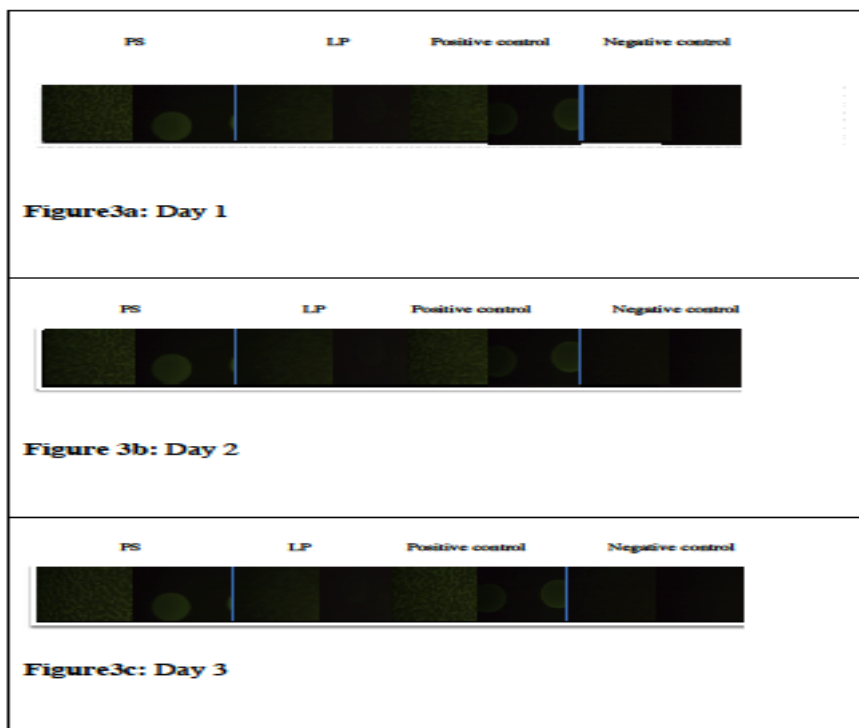 PS LP Positive control Negative control
Figure3a: Day 1
PS LP Positive control Negative control
Figure 3b: Day 2
PS LP Positive control Negative control
Figure3c: Day 3